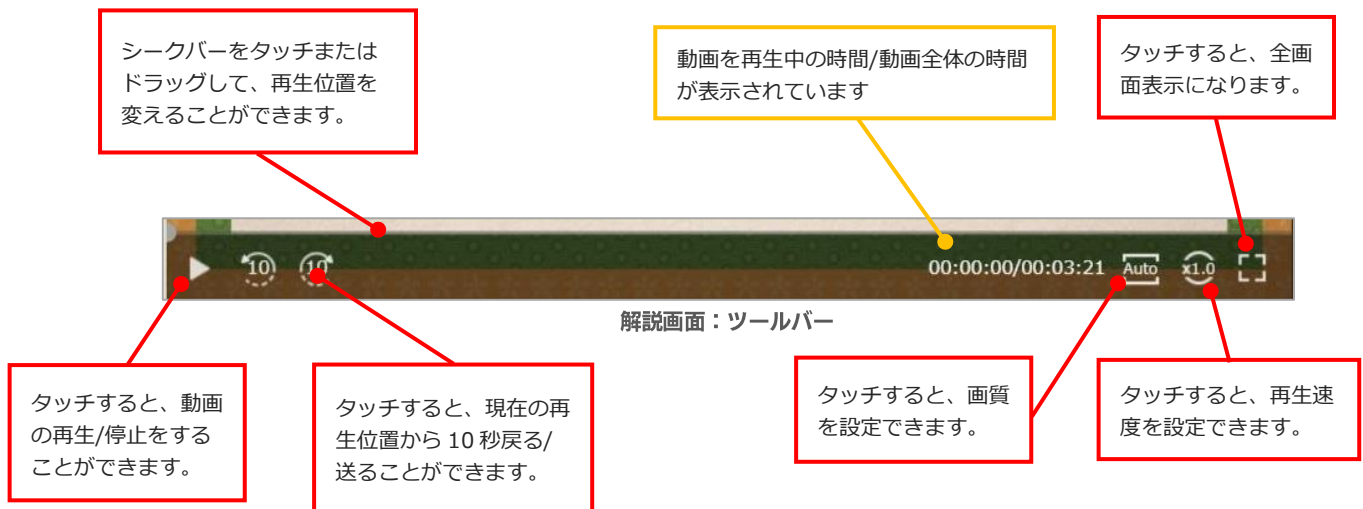 シークバーをタッチまたは
ドラッグして、再生位置を
変えることができます。
動画を再生中の時間/動画全体の時間
が表示されています
タッチすると、全画
面表示になります。
10
10
00:00:00/00:03:21
Auto
x1.0
解説画面：ツールバー
タッチすると、動画
の再生/停止をする
ことができます。
タッチすると、現在の再
生位置から 10 秒戻る/
送ることができます。
タッチすると、画質
を設定できます。
タッチすると、再生速
度を設定できます。